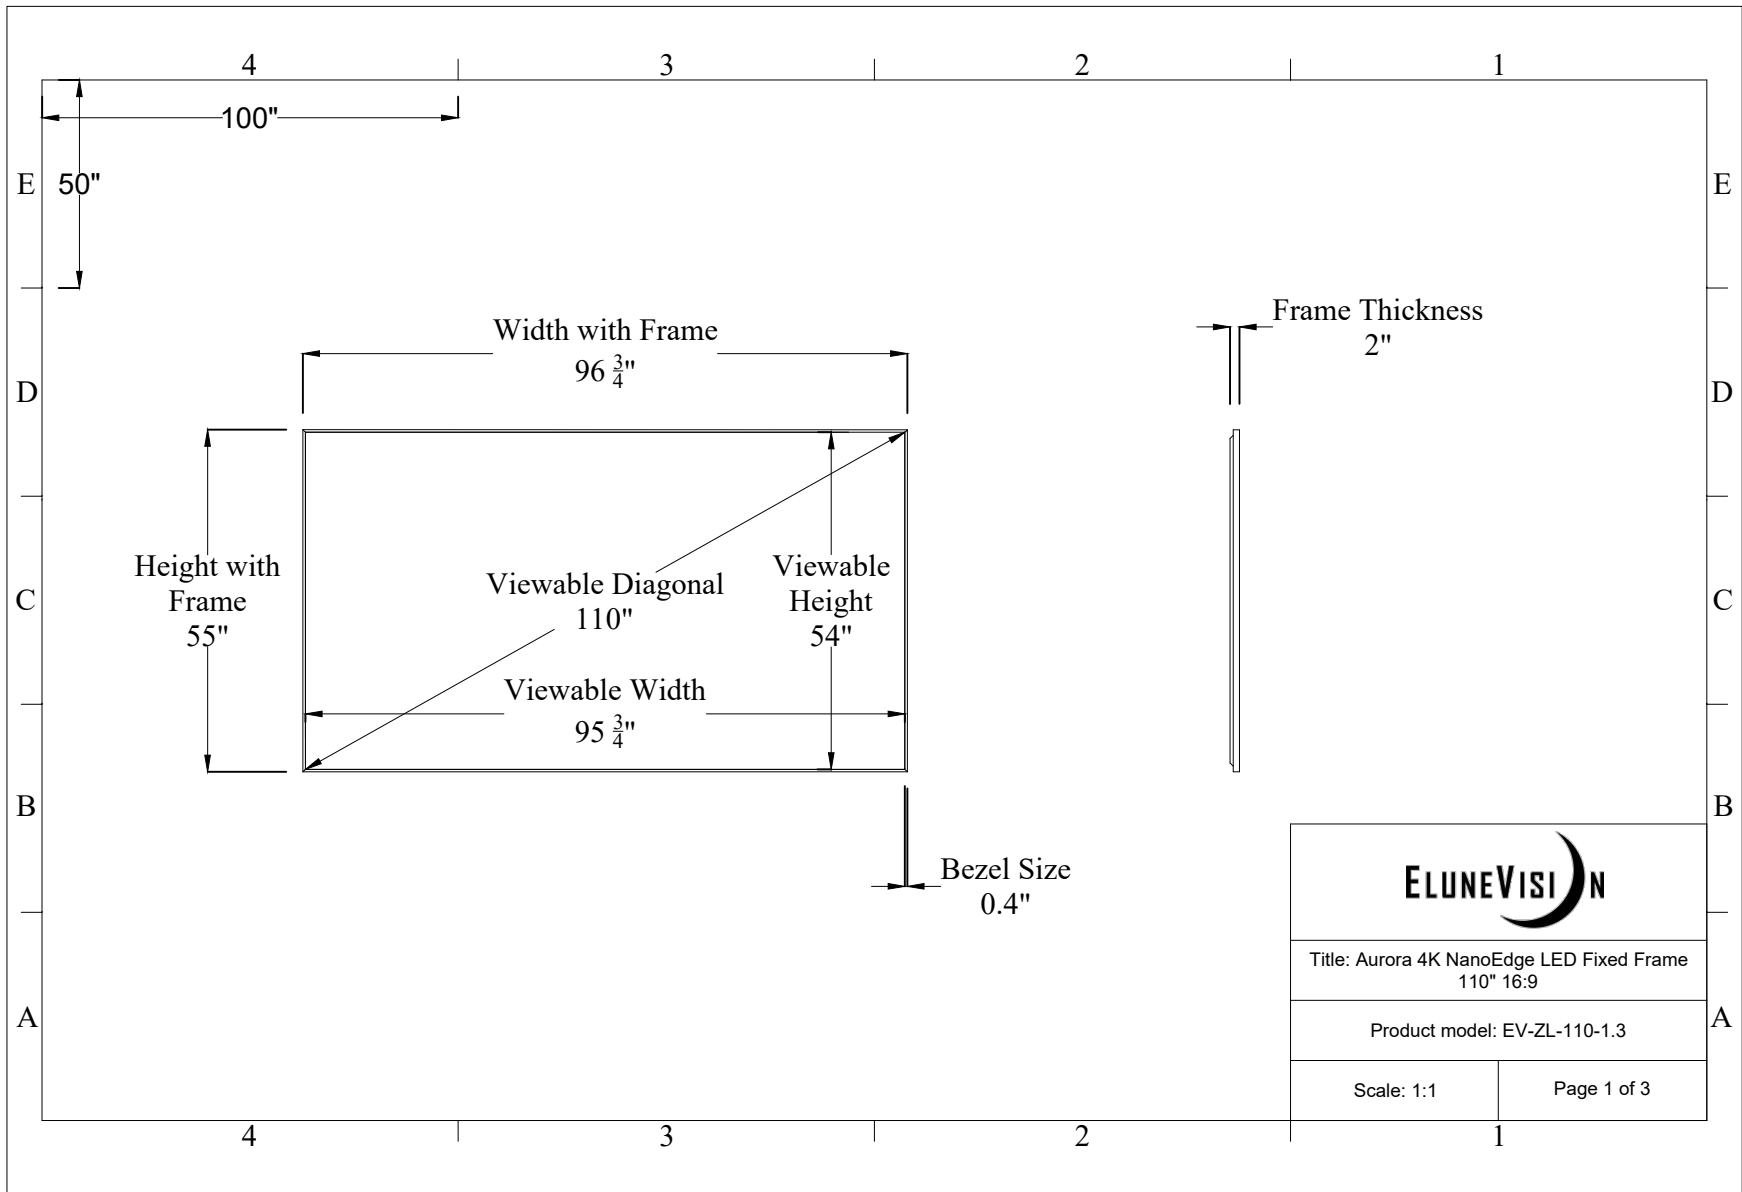 4 3 2 1
100"
E 50" E
Frame Thickness
2"
Width with Frame
96 3/4"
D D
Height with
Frame
55"
Viewable Diagonal
110"
Viewable
Height
54"
C C
Viewable Width
95 3/4"
B B
Bezel Size
0.4"
ELUNEVISION
Title: Aurora 4K NanoEdge LED Fixed Frame
110" 16:9
A A
Product model: EV-ZL-110-1.3
Scale: 1:1 Page 1 of 3
4 3 2 1